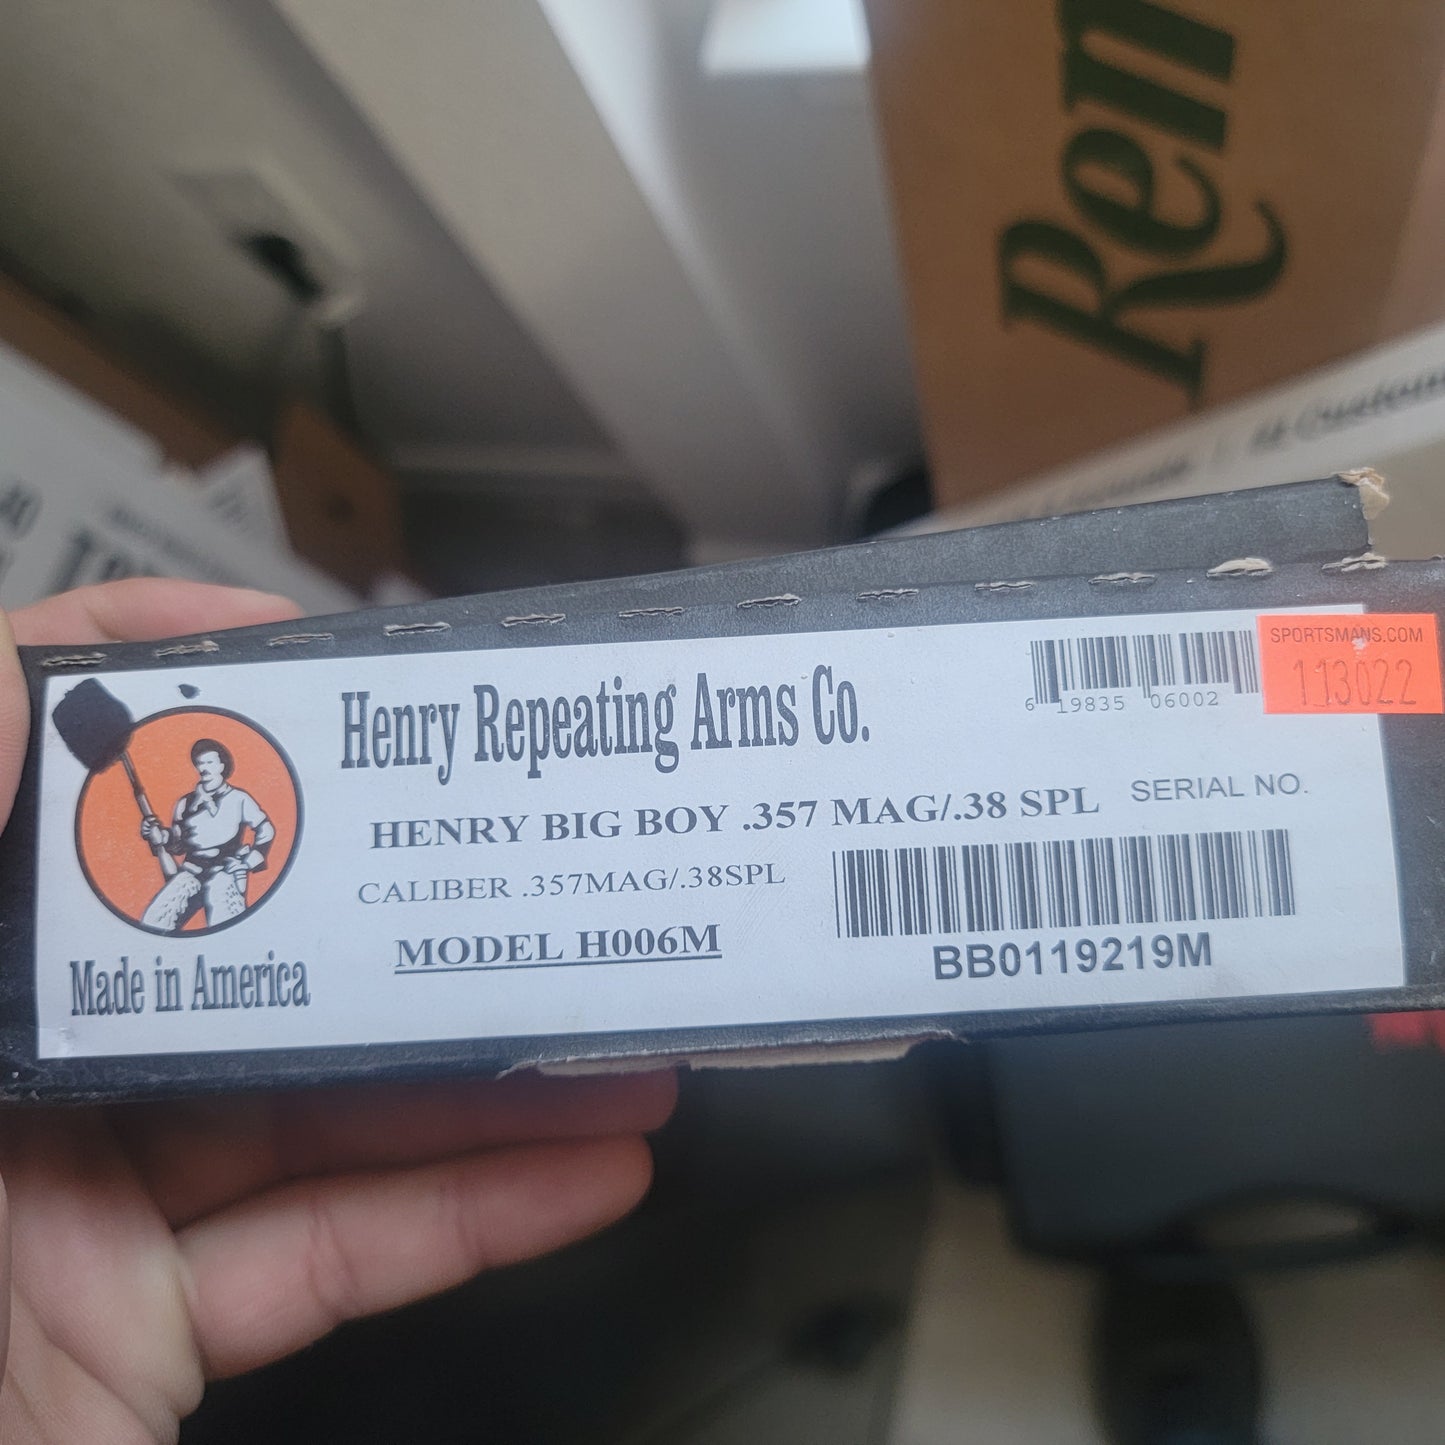 Ren
Henry Repeating Arms Co.
6 19835 06002
SPORTSMANS.COM
113022
HENRY BIG BOY .357 MAG/.38 SPL
SERIAL NO.
CALIBER .357MAG/.38SPL
MODEL H006M
BB0119219M
Made in America